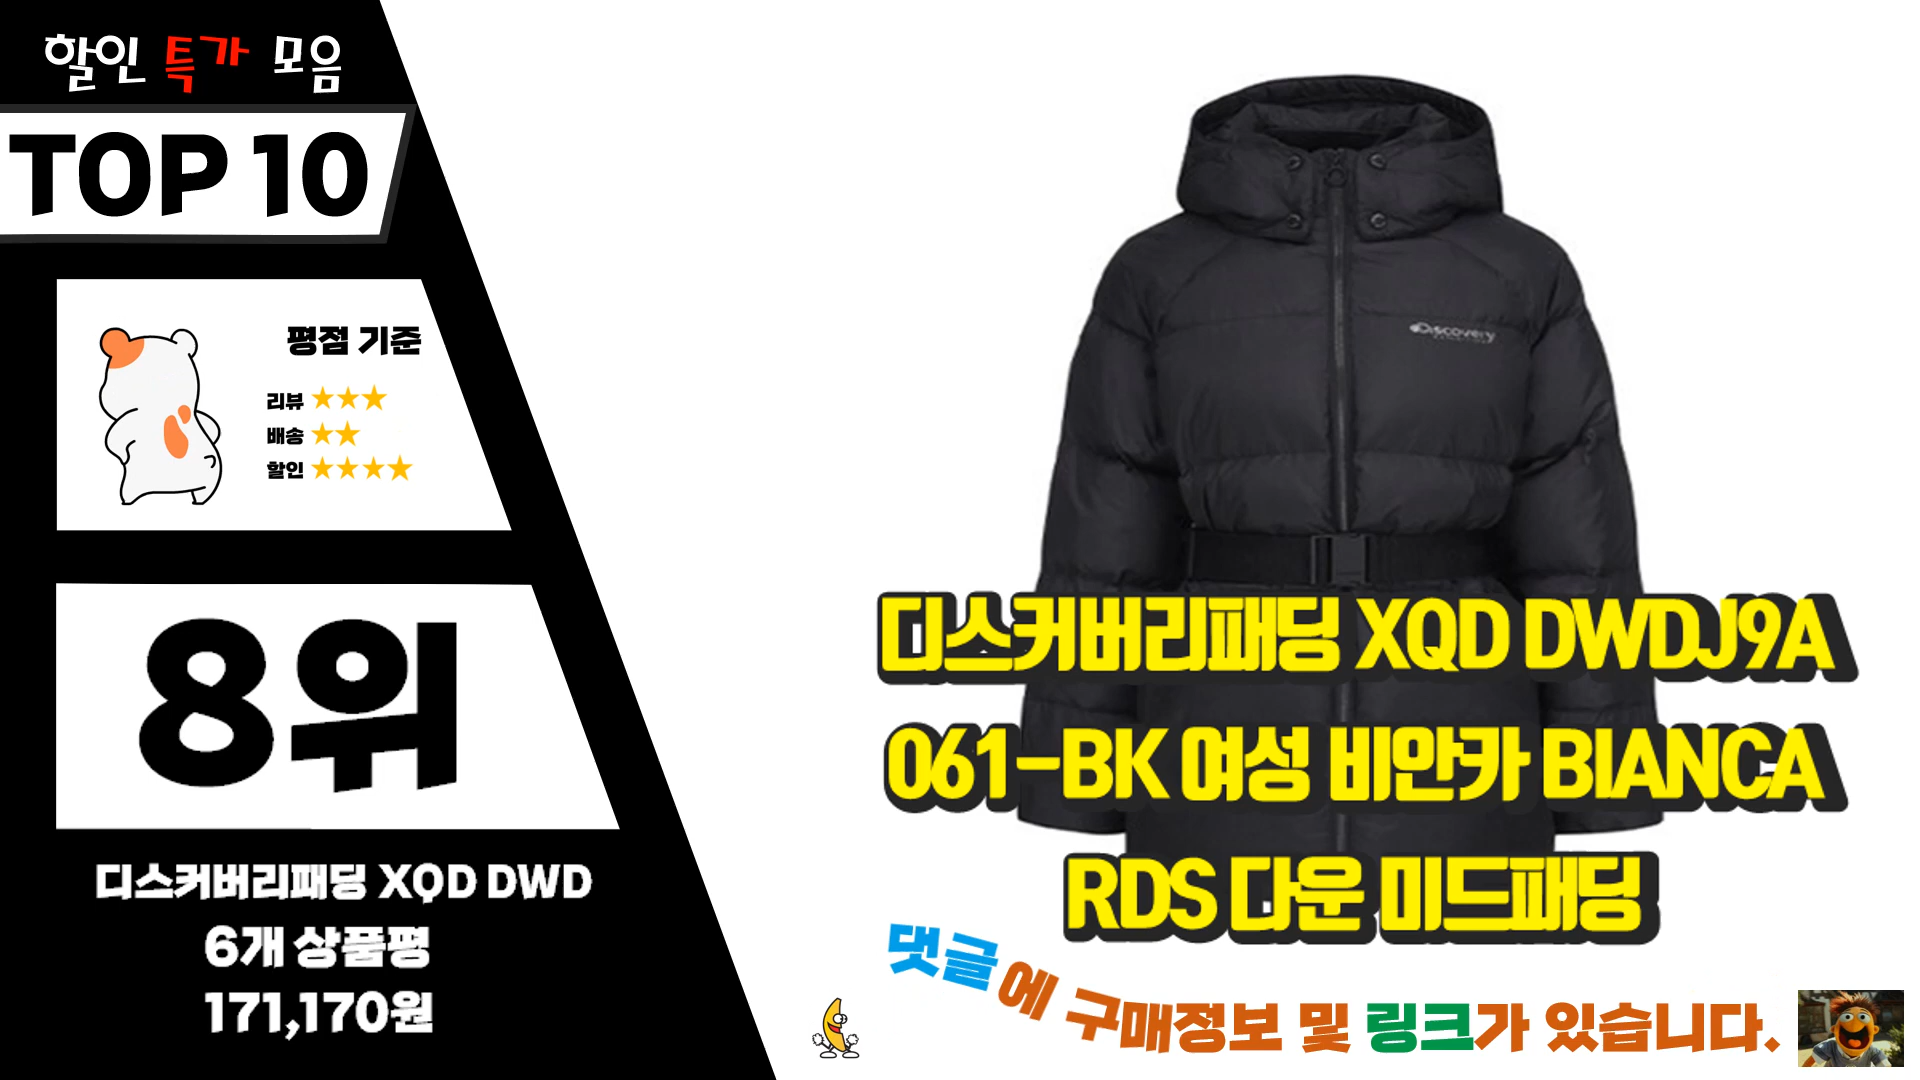 할인 특가 모음
TOP 10
평점 기준
리뷰 ★★★
배송 ★★
할인 ★★★★
8위
디스커버리패딩 XQD DWD
6개 상품평
171,170원
Discovery
디스커버리패딩 XQD DWDJ9A
061-BK 여성 비안카 BIANCA
RDS 다운 미드패딩
댓글에 구매정보 및 링크가 있습니다.